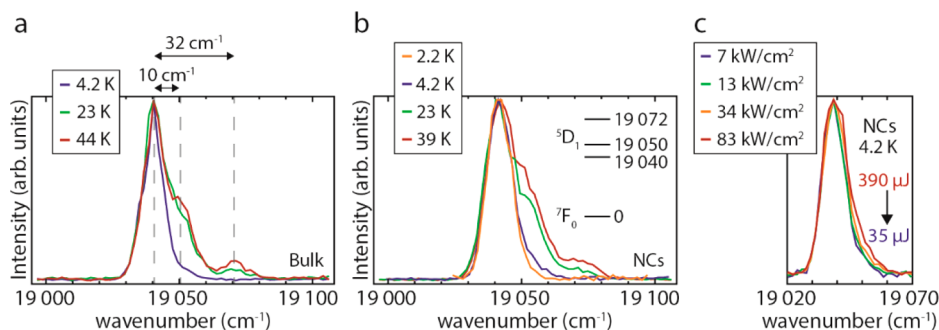 a
32 cm⁻¹
10 cm⁻¹
4.2 K
23 K
44 K
Intensity (arb. units)
Bulk
19 000
19 050
19 100
wavenumber (cm⁻¹)
b
2.2 K
4.2 K
23 K
39 K
⁵D₁
19 072
19 050
19 040
⁷F₀
0
Intensity (arb. units)
NCs
19 000
19 050
19 100
wavenumber (cm⁻¹)
c
7 kW/cm²
13 kW/cm²
34 kW/cm²
83 kW/cm²
NCs
4.2 K
390 µJ
35 µJ
19 020
19 070
wavenumber (cm⁻¹)